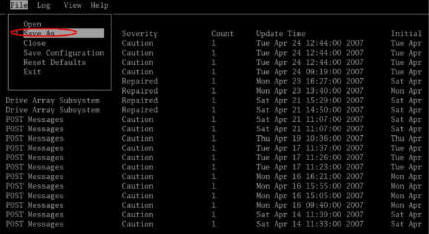 File Log View Help
Open
Save As Severity Count Update Time Initial
Close Caution 1 Tue Apr 24 12:44:00 2007 Tue Apr
Save Configuration Caution 1 Tue Apr 24 12:44:00 2007 Tue Apr
Reset Defaults Caution 1 Tue Apr 24 12:44:00 2007 Tue Apr
Exit Caution 1 Tue Apr 24 09:19:00 2007 Tue Apr
Repaired 1 Mon Apr 23 16:27:00 2007 Sat Apr
Repaired 1 Mon Apr 23 13:40:00 2007 Mon Apr
Drive Array Subsystem Repaired 1 Sat Apr 21 15:29:00 2007 Sat Apr
Drive Array Subsystem Repaired 1 Sat Apr 21 14:50:00 2007 Sat Apr
POST Messages Caution 1 Sat Apr 21 11:07:00 2007 Sat Apr
POST Messages Caution 1 Sat Apr 21 11:07:00 2007 Sat Apr
POST Messages Caution 1 Thu Apr 19 10:36:00 2007 Thu Apr
POST Messages Caution 1 Tue Apr 17 11:37:00 2007 Tue Apr
POST Messages Caution 1 Tue Apr 17 11:26:00 2007 Tue Apr
POST Messages Caution 1 Tue Apr 17 11:23:00 2007 Tue Apr
POST Messages Caution 1 Mon Apr 16 16:21:00 2007 Mon Apr
POST Messages Caution 1 Mon Apr 16 15:55:00 2007 Mon Apr
POST Messages Caution 1 Mon Apr 16 15:05:00 2007 Mon Apr
POST Messages Caution 1 Mon Apr 16 09:40:00 2007 Mon Apr
POST Messages Caution 1 Sat Apr 14 11:39:00 2007 Sat Apr
POST Messages Caution 1 Sat Apr 14 11:33:00 2007 Sat Apr